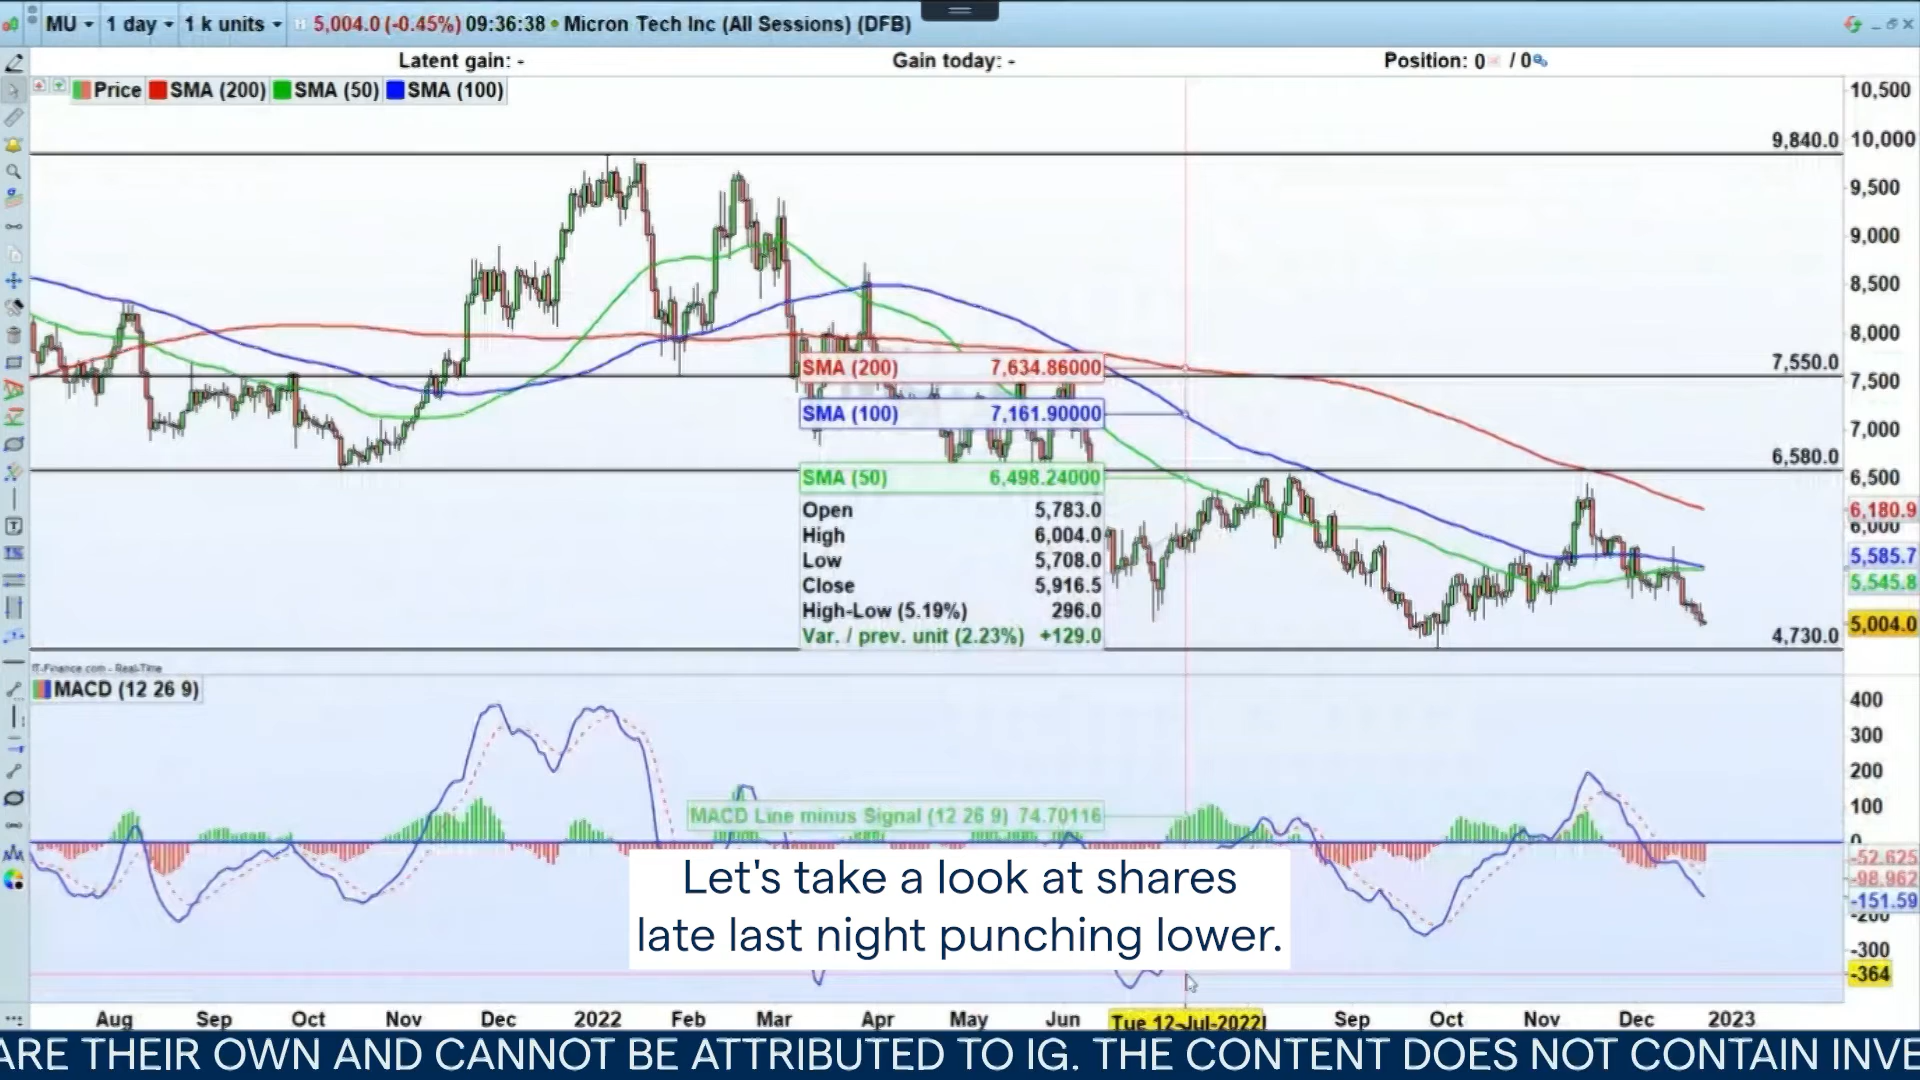 MU 1 day 1 k units 5,004.0 (-0.45%) 09:36:38 Micron Tech Inc (All Sessions) (DFB)
Latent gain: - Gain today: - Position: 0 / 0
Price SMA (200) SMA (50) SMA (100)
10,500
9,840.0 10,000
9,500
9,000
8,500
8,000
7,550.0
7,500
7,000
6,580.0
6,500
6,180.9
6,000
5,585.7
5,545.8
5,004.0
4,730.0
SMA (200) 7,634.86000
SMA (100) 7,161.90000
SMA (50) 6,498.24000
Open 5,783.0
High 6,004.0
Low 5,708.0
Close 5,916.5
High-Low (5.19%) 296.0
Var. / prev. unit (2.23%) +129.0
IT-Finance.com - Real-Time
MACD (12 26 9)
400
300
200
100
0
-52.625
-98.962
-151.59
-200
-300
-364
MACD Line minus Signal (12 26 9) 74.70116
Let's take a look at shares
late last night punching lower.
Aug Sep Oct Nov Dec 2022 Feb Mar Apr May Jun Tue 12-Jul-2022 Sep Oct Nov Dec 2023
ARE THEIR OWN AND CANNOT BE ATTRIBUTED TO IG. THE CONTENT DOES NOT CONTAIN INVE